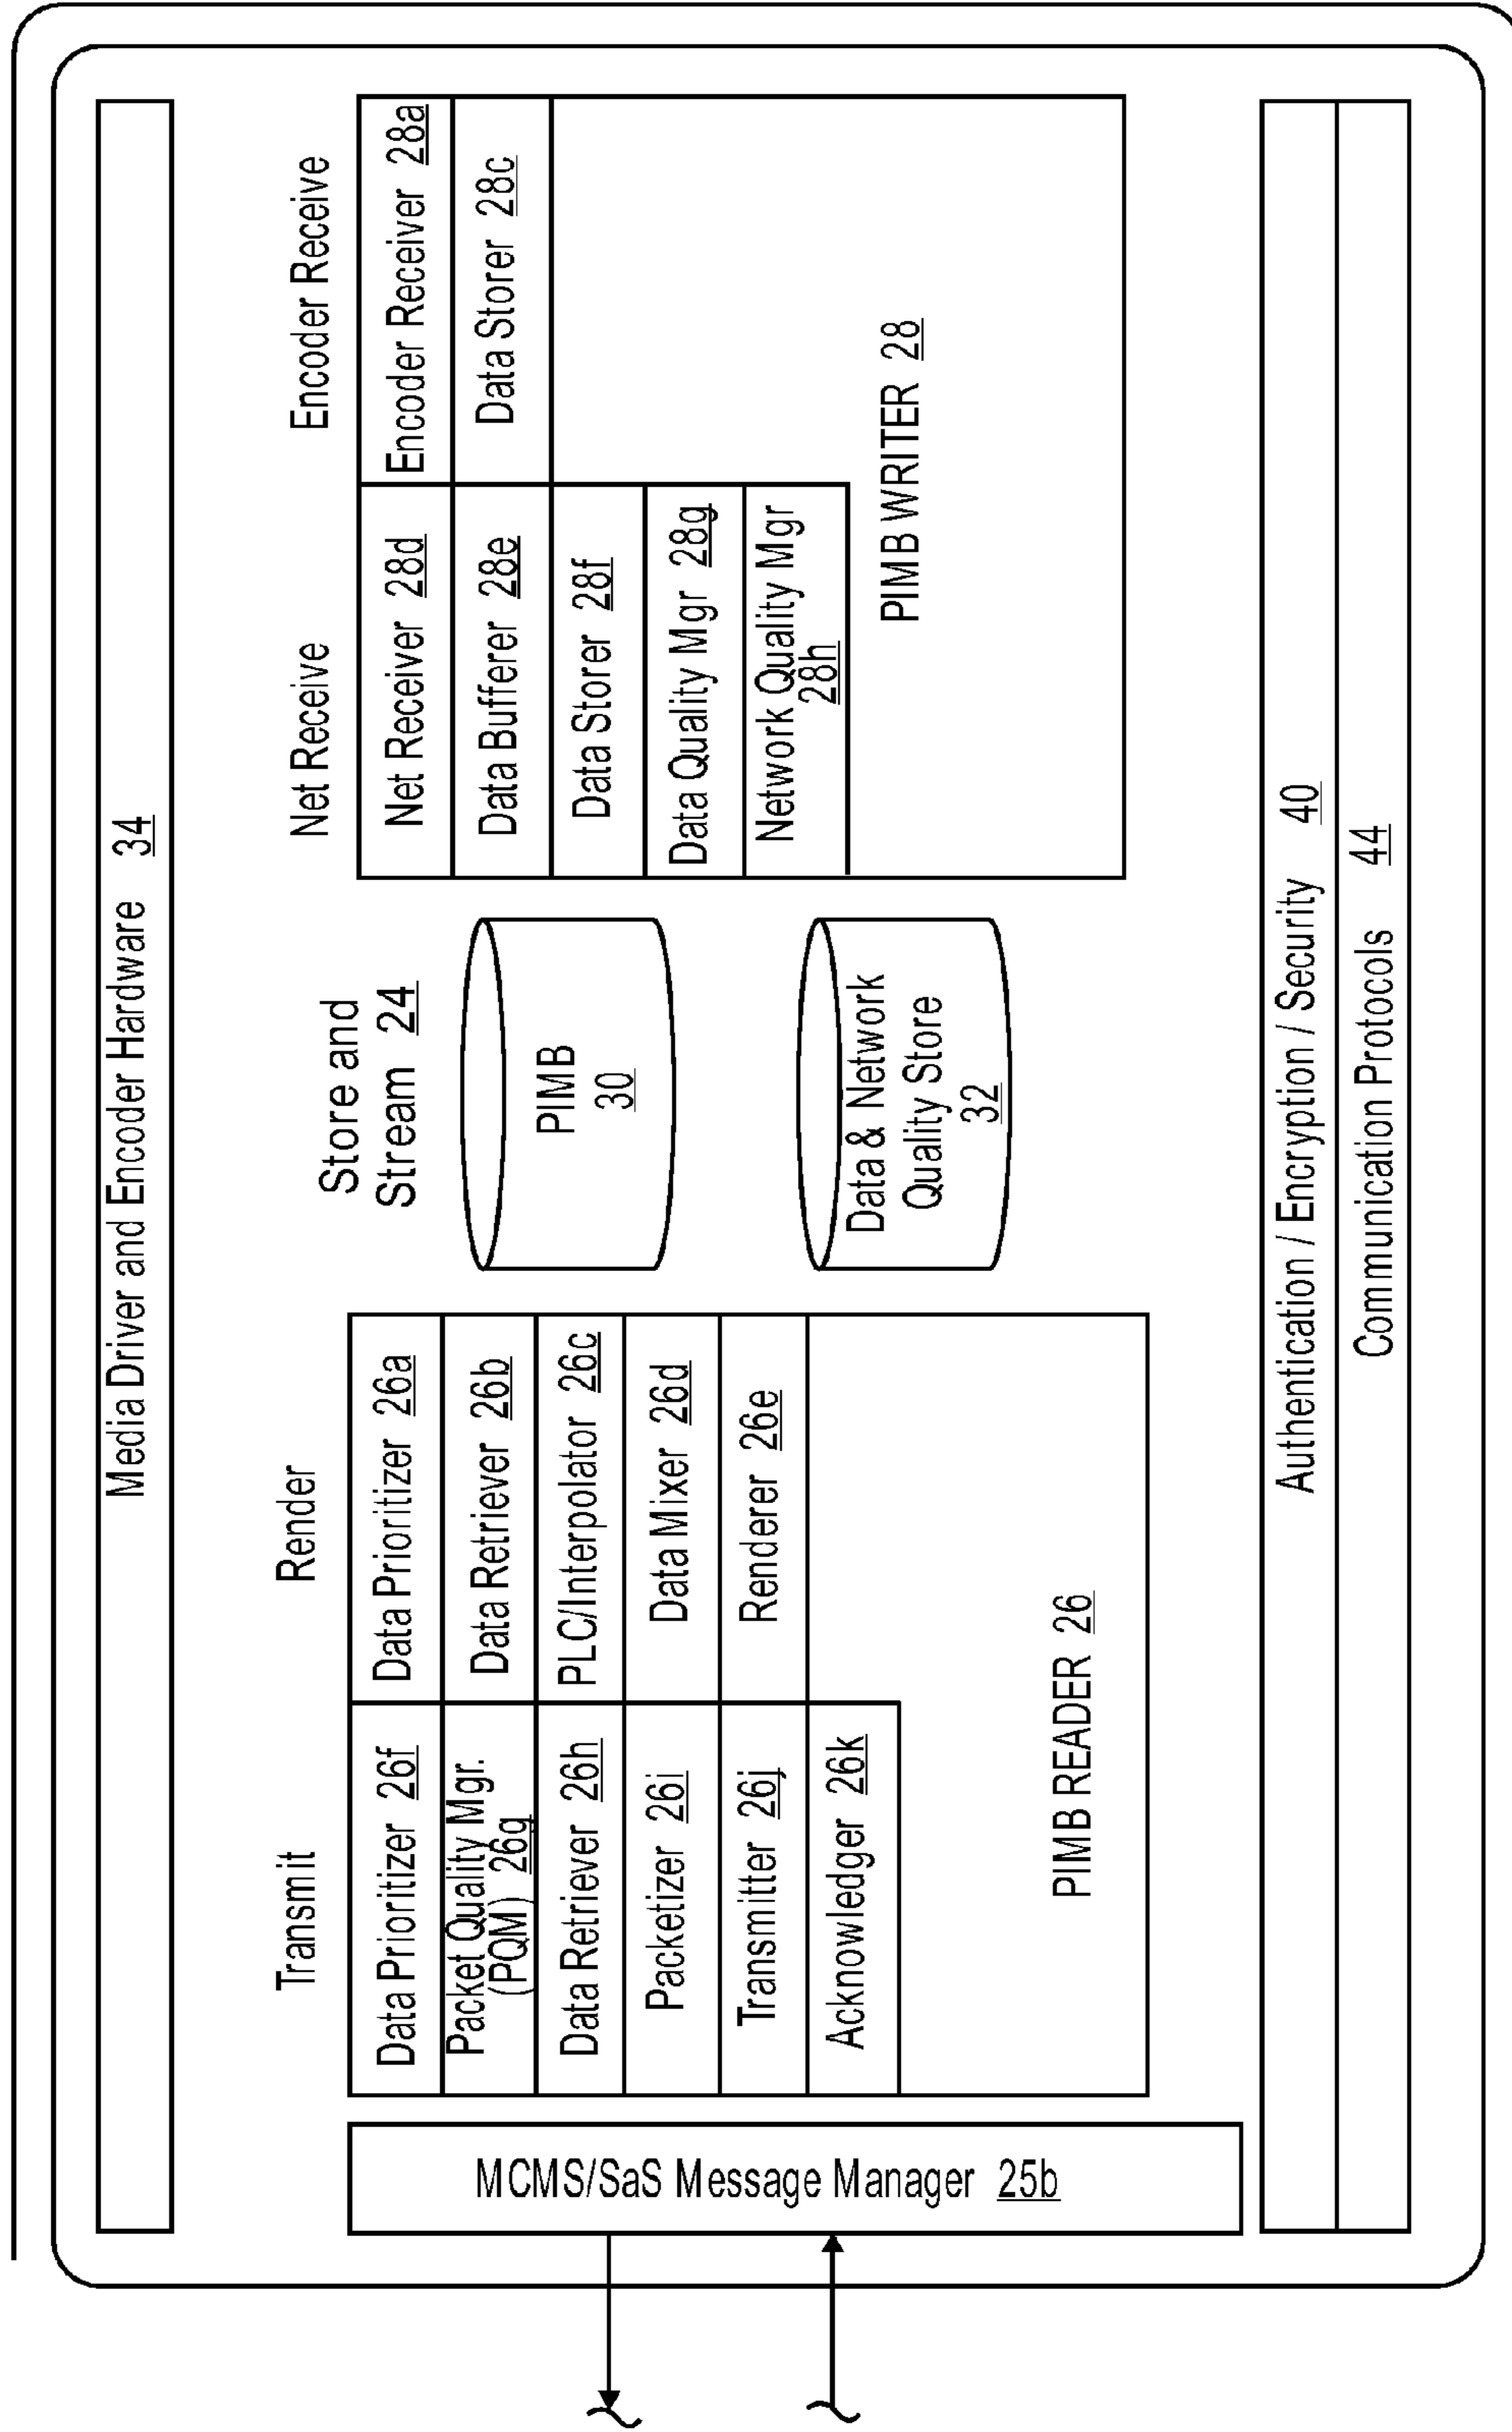 Media Driver and Encoder Hardware 34
MCMS/SaS Message Manager 25b
Transmit
Data Prioritizer 26f
Packet Quality Mgr.
(PQM) 26g
Data Retriever 26h
Packetizer 26i
Transmitter 26j
Acknowledger 26k
Render
Data Prioritizer 26a
Data Retriever 26b
PLC/Interpolator 26c
Data Mixer 26d
Renderer 26e
PIMB READER 26
Store and
Stream 24
PIMB
30
Data & Network
Quality Store
32
Net Receive
Net Receiver 28d
Data Bufferer 28e
Data Storer 28f
Data Quality Mgr 28g
Network Quality Mgr
28h
Encoder Receive
Encoder Receiver 28a
Data Storer 28c
PIMB WRITER 28
Authentication / Encryption / Security 40
Communication Protocols 44